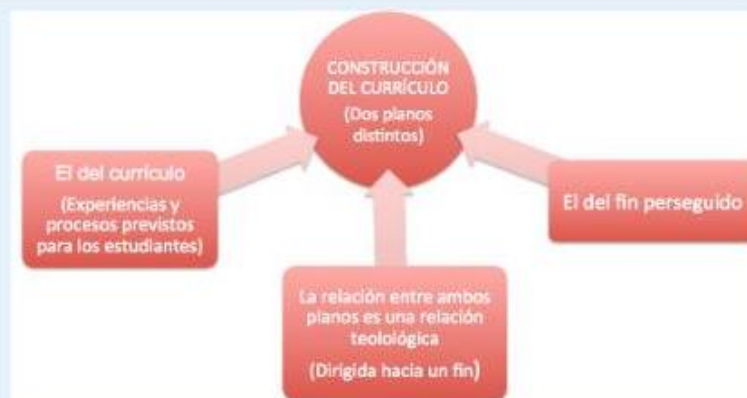 CONSTRUCCIÓN
DEL CURRÍCULO
(Dos planos
distintos)
El del currículo
(Experiencias y
procesos previstos
para los estudiantes)
El del fin perseguido
La relación entre ambos
planos es una relación
teolológica
(Dirigida hacia un fin)